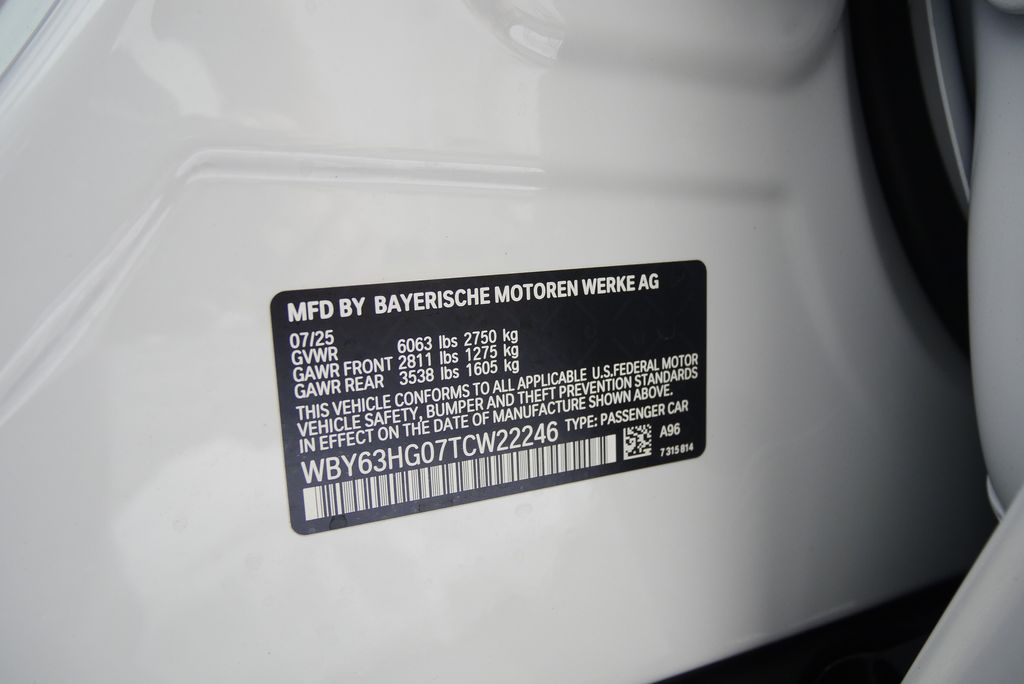 MFD BY BAYERISCHE MOTOREN WERKE AG
07/25
GVWR 6063 lbs 2750 kg
GAWR FRONT 2811 lbs 1275 kg
GAWR REAR 3538 lbs 1605 kg
THIS VEHICLE CONFORMS TO ALL APPLICABLE U.S.FEDERAL MOTOR
VEHICLE SAFETY, BUMPER AND THEFT PREVENTION STANDARDS
IN EFFECT ON THE DATE OF MANUFACTURE SHOWN ABOVE.
WBY63HG07TCW22246 TYPE: PASSENGER CAR
A96
7 315 814